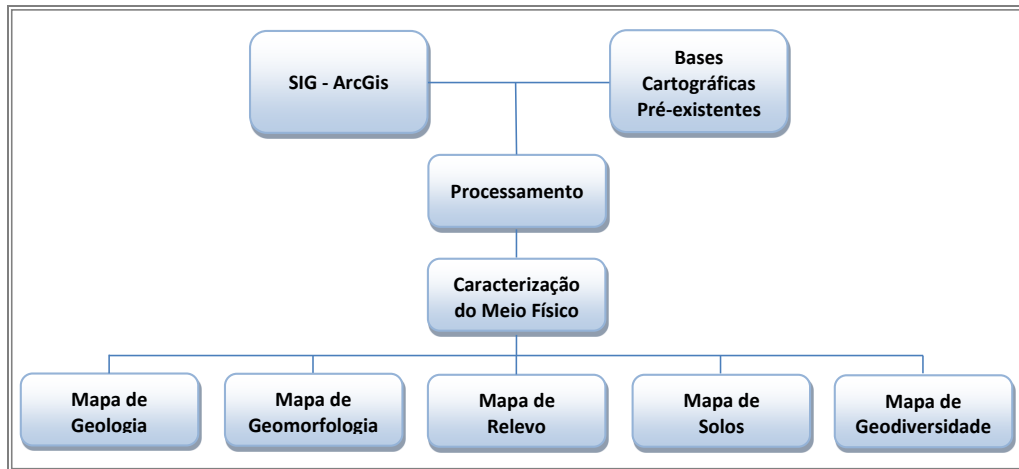 SIG - ArcGis
Bases
Cartográficas
Pré-existentes
Processamento
Caracterização
do Meio Físico
Mapa de
Geologia
Mapa de
Geomorfologia
Mapa de
Relevo
Mapa de
Solos
Mapa de
Geodiversidade